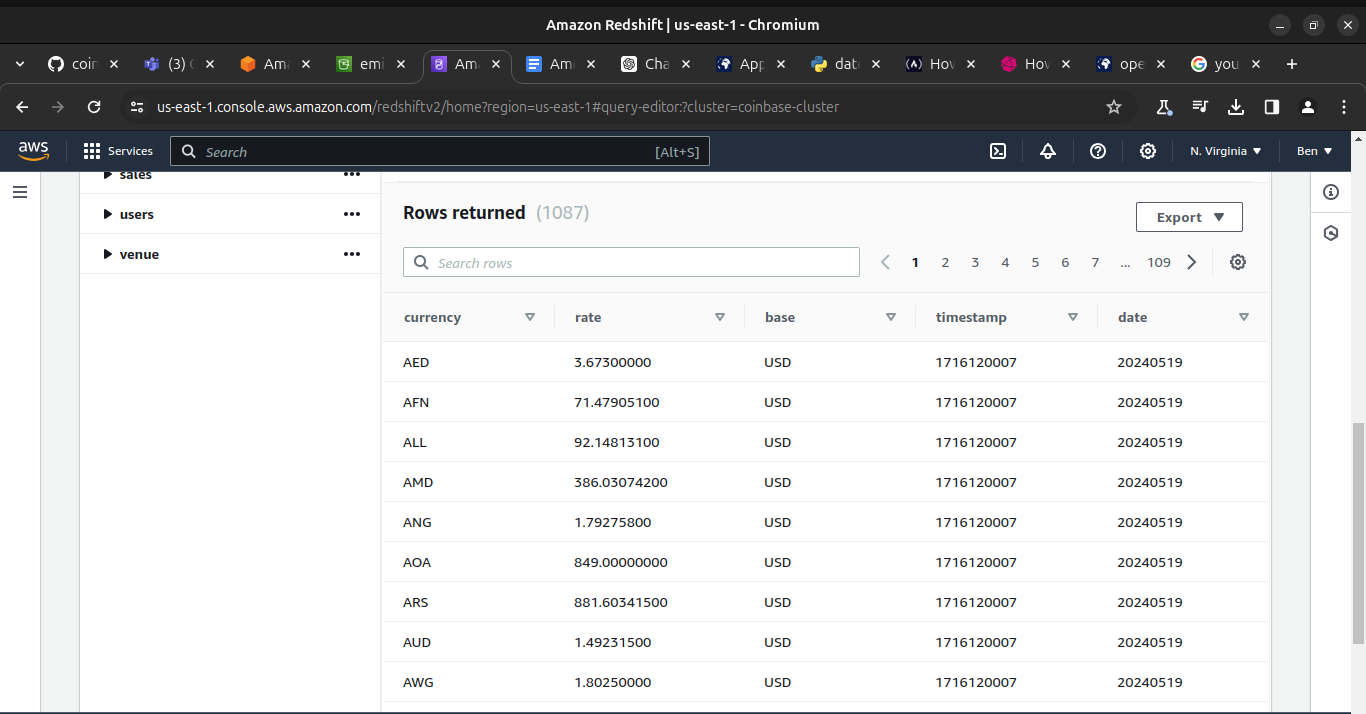 Amazon Redshift | us-east-1 - Chromium
coin (3) Ama emi Am Am Cha App dat Hov Hov ope you
us-east-1.console.aws.amazon.com/redshiftv2/home?region=us-east-1#query-editor:?cluster=coinbase-cluster
aws Services Search [Alt+S] N. Virginia Ben
sales
users
venue
Rows returned (1087)
Export
Search rows 1 2 3 4 5 6 7 ... 109
currency rate base timestamp date
AED 3.67300000 USD 1716120007 20240519
AFN 71.47905100 USD 1716120007 20240519
ALL 92.14813100 USD 1716120007 20240519
AMD 386.03074200 USD 1716120007 20240519
ANG 1.79275800 USD 1716120007 20240519
AOA 849.00000000 USD 1716120007 20240519
ARS 881.60341500 USD 1716120007 20240519
AUD 1.49231500 USD 1716120007 20240519
AWG 1.80250000 USD 1716120007 20240519